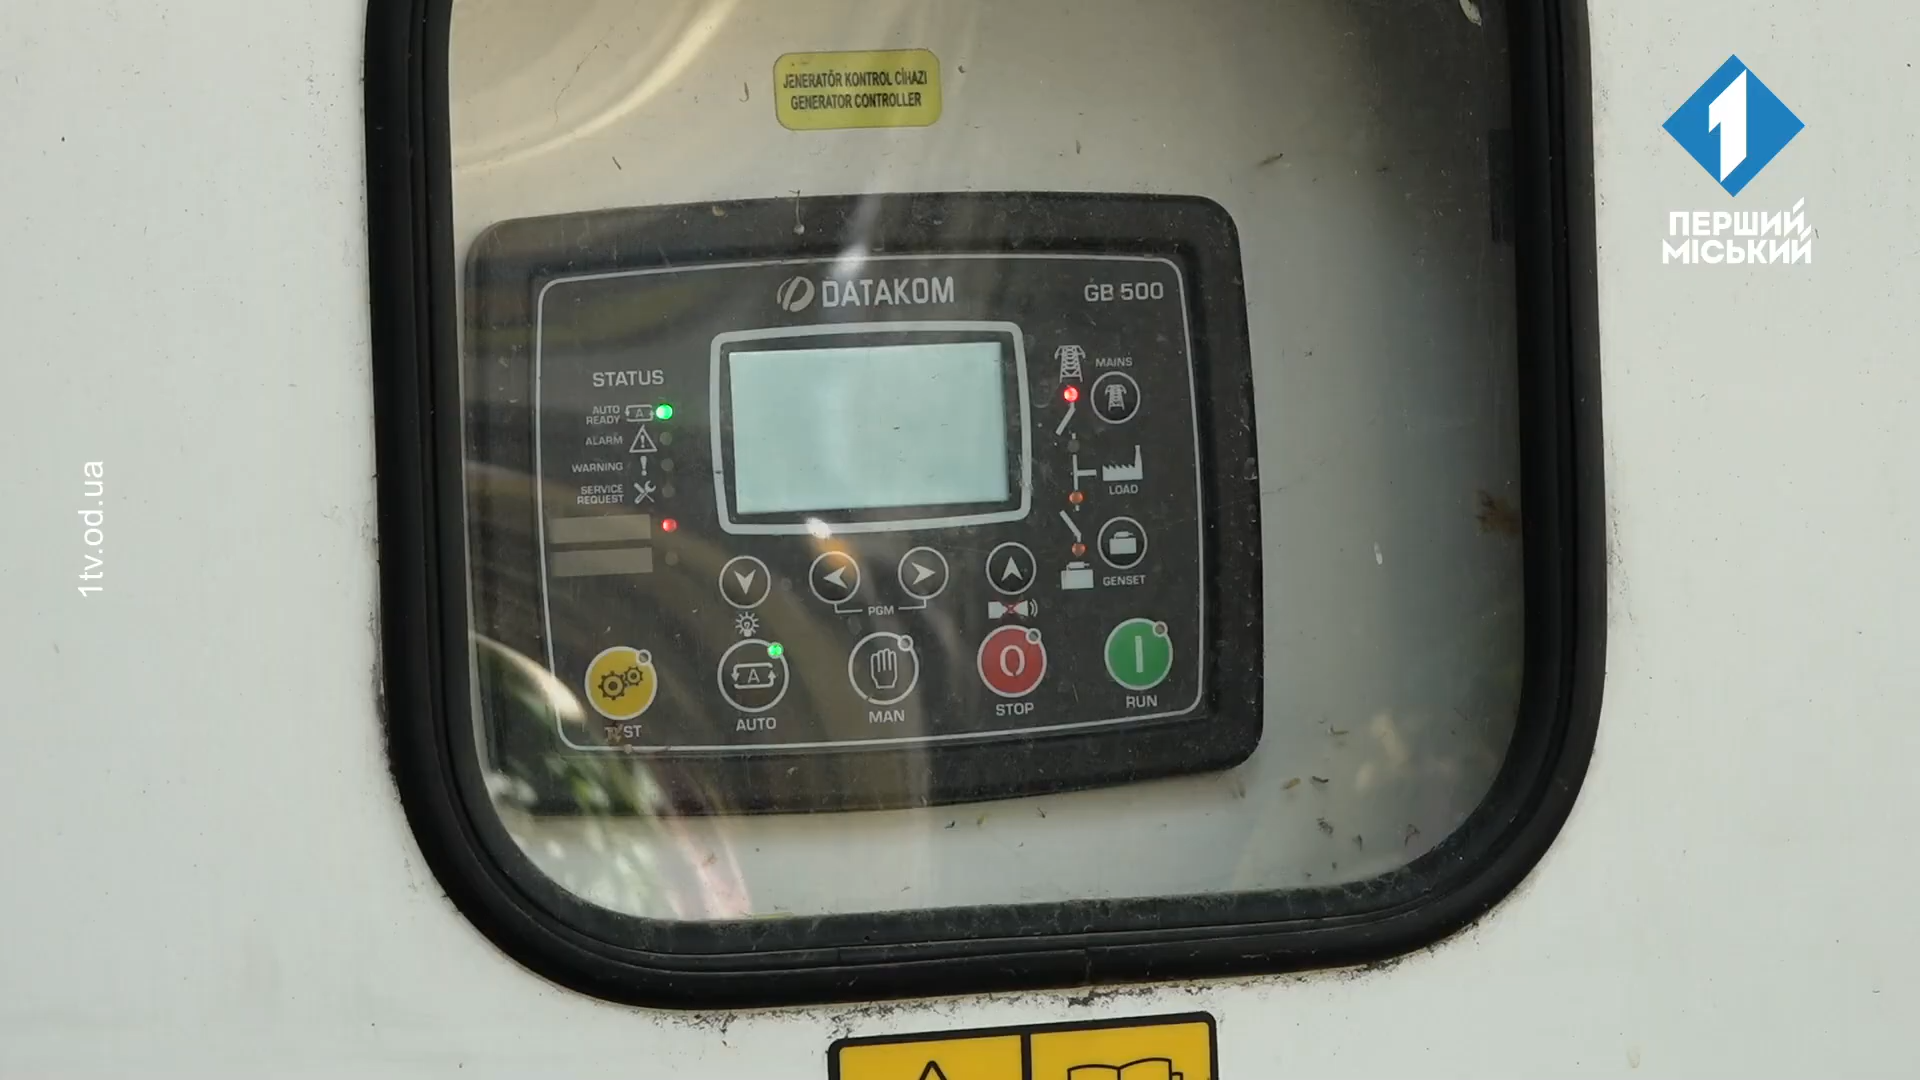 JENERATÖR KONTROL CİHAZI
GENERATOR CONTROLLER
ПЕРШИЙ
МІСЬКИЙ
1tv.od.ua
DATAKOM
GB 500
STATUS
AUTO
READY
ALARM
WARNING
SERVICE
REQUEST
MAINS
LOAD
GENSET
PGM
TEST
AUTO
MAN
STOP
RUN